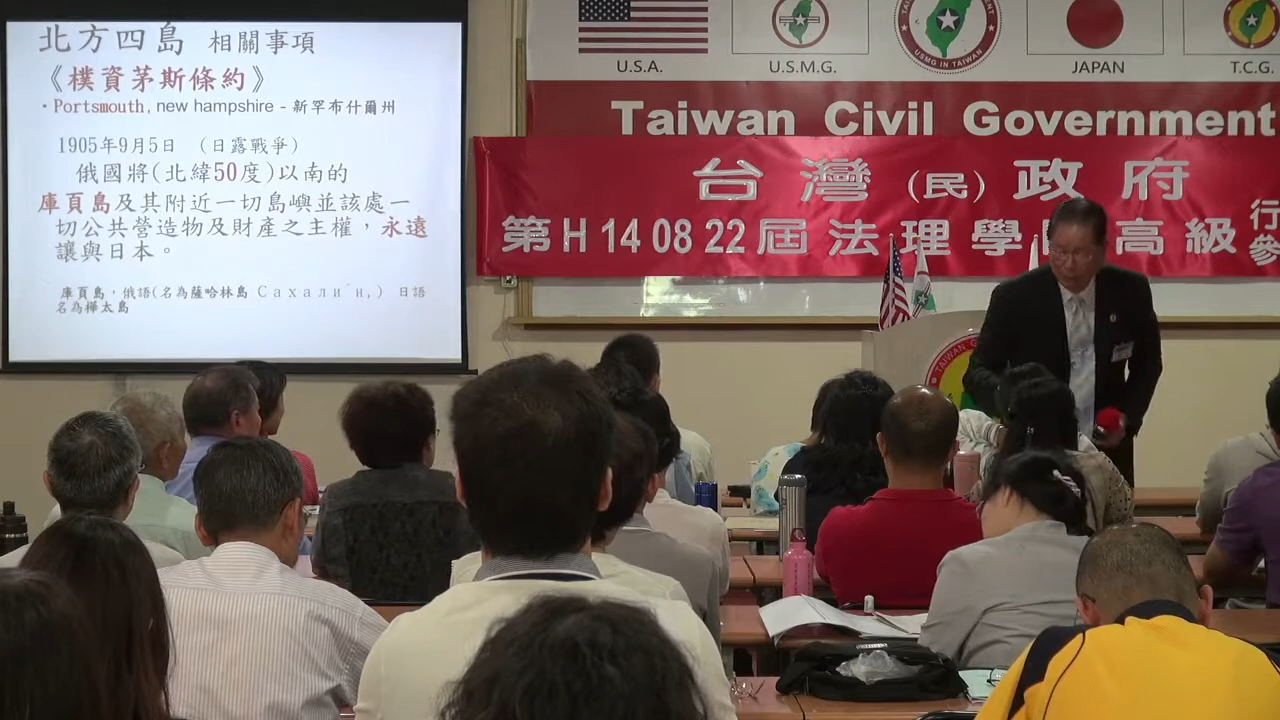 北方四島 相關事項
《樸資茅斯條約》
・Portsmouth, new hampshire - 新罕布什爾州
1905年9月5日 (日露戰爭)
俄國將(北緯50度)以南的
庫頁島及其附近一切島嶼並該處一
切公共營造物及財產之主權，永遠
讓與日本。
庫頁島，俄語(名為薩哈林島 Сахали́н,) 日語
名為樺太島
U.S.A.
U.S.M.G.
USMG IN TAIWAN
JAPAN
T.C.G.
Taiwan Civil Government
台灣(民)政府
第H 14 08 22屆法理學 高級
行
參
TAIWAN